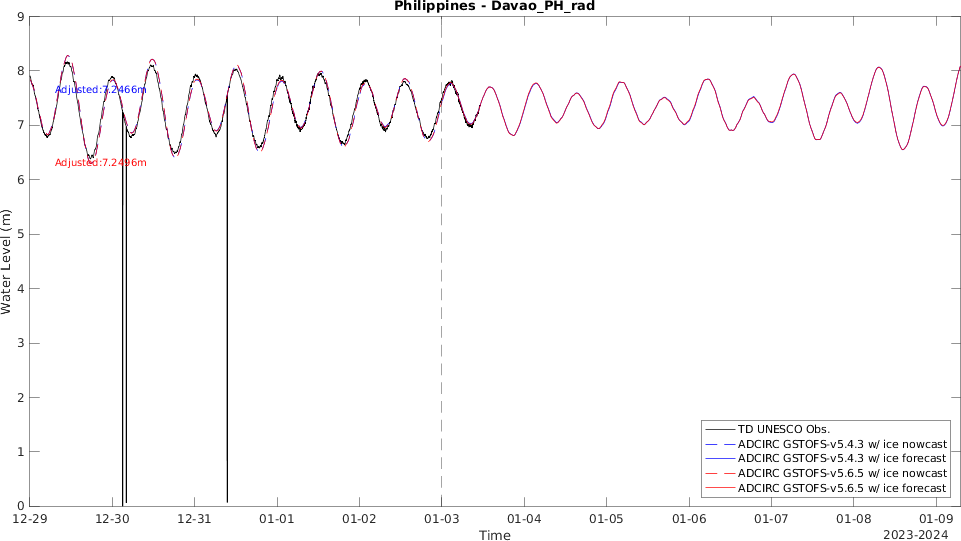 Philippines - Davao_PH_rad
9
8
7
6
5
4
3
2
1
0
Water Level (m)
Adjusted:7.2466m
Adjusted:7.2496m
TD UNESCO Obs.
ADCIRC GSTOFS-v5.4.3 w/ ice nowcast
ADCIRC GSTOFS-v5.4.3 w/ ice forecast
ADCIRC GSTOFS-v5.6.5 w/ ice nowcast
ADCIRC GSTOFS-v5.6.5 w/ ice forecast
12-29 12-30 12-31 01-01 01-02 01-03 01-04 01-05 01-06 01-07 01-08 01-09
Time
2023-2024